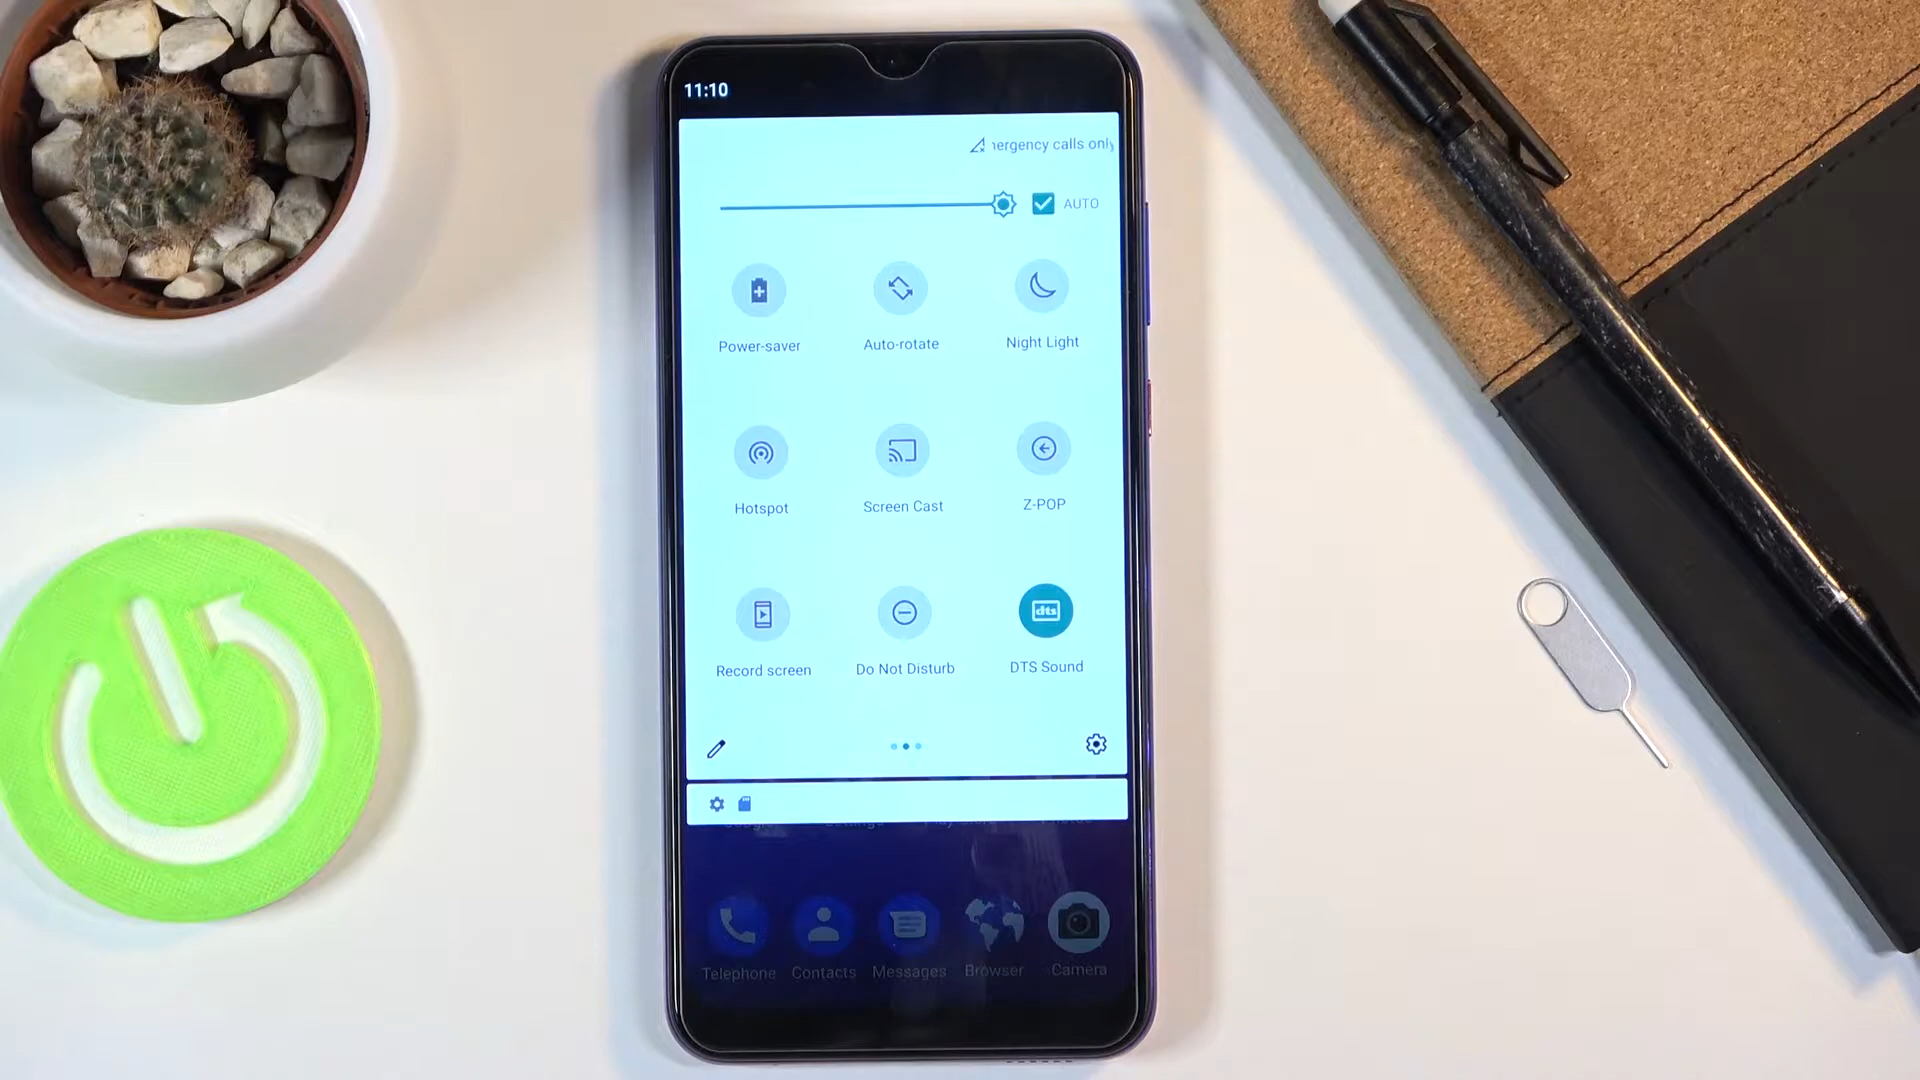 11:10
calls only
AUTO
Power-saver Auto-rotate Night Light
Hotspot Screen Cast Z-POP
dts
Record screen Do Not Disturb DTS Sound
Telephone Contacts Messages Browser Camera